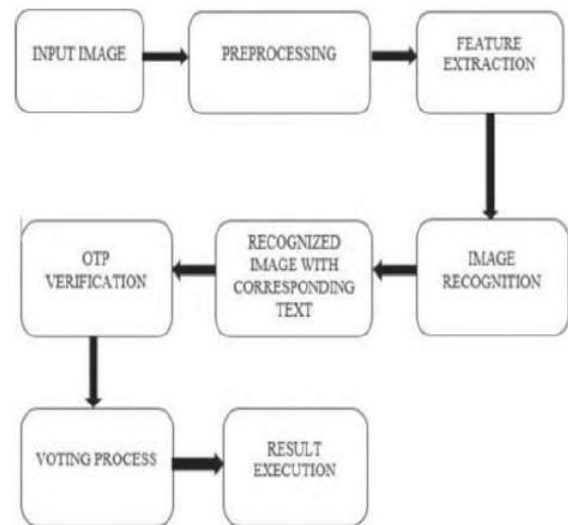 INPUT IMAGE
PREPROCESSING
FEATURE
EXTRACTION
IMAGE
RECOGNITION
RECOGNIZED
IMAGE WITH
CORRESPONDING
TEXT
OTP
VERIFICATION
VOTING PROCESS
RESULT
EXECUTION